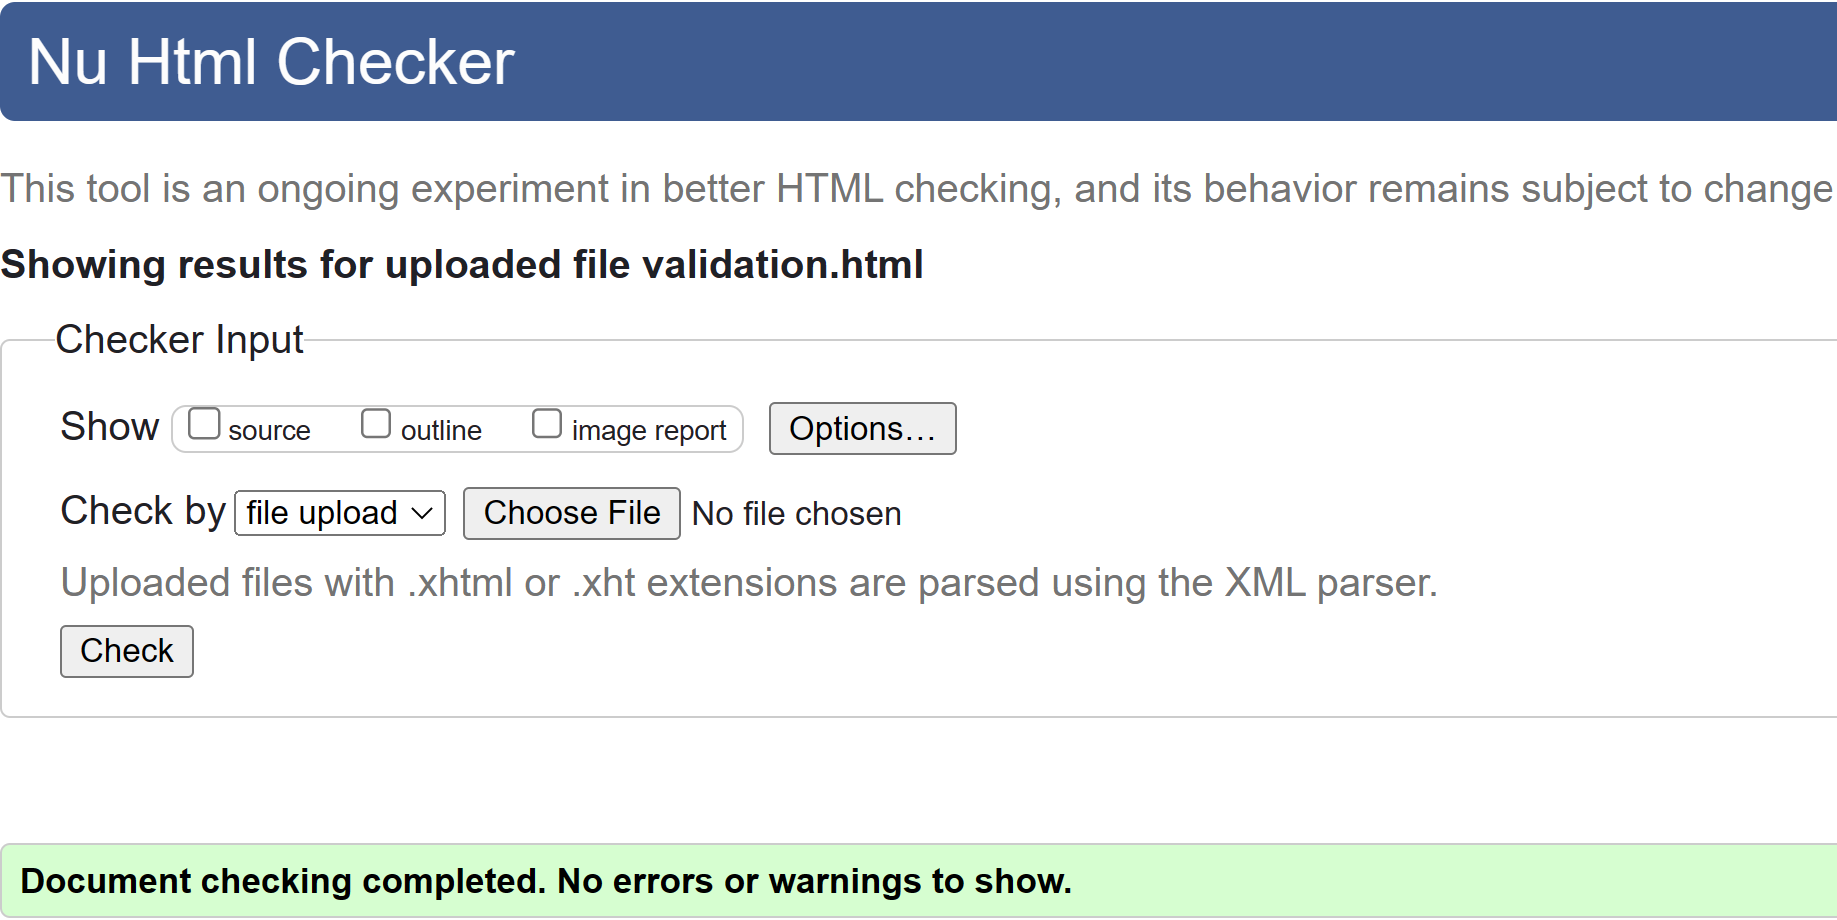 Nu Html Checker
This tool is an ongoing experiment in better HTML checking, and its behavior remains subject to change
Showing results for uploaded file validation.html
Checker Input
Show source outline image report Options…
Check by file upload Choose File No file chosen
Uploaded files with .xhtml or .xht extensions are parsed using the XML parser.
Check
Document checking completed. No errors or warnings to show.